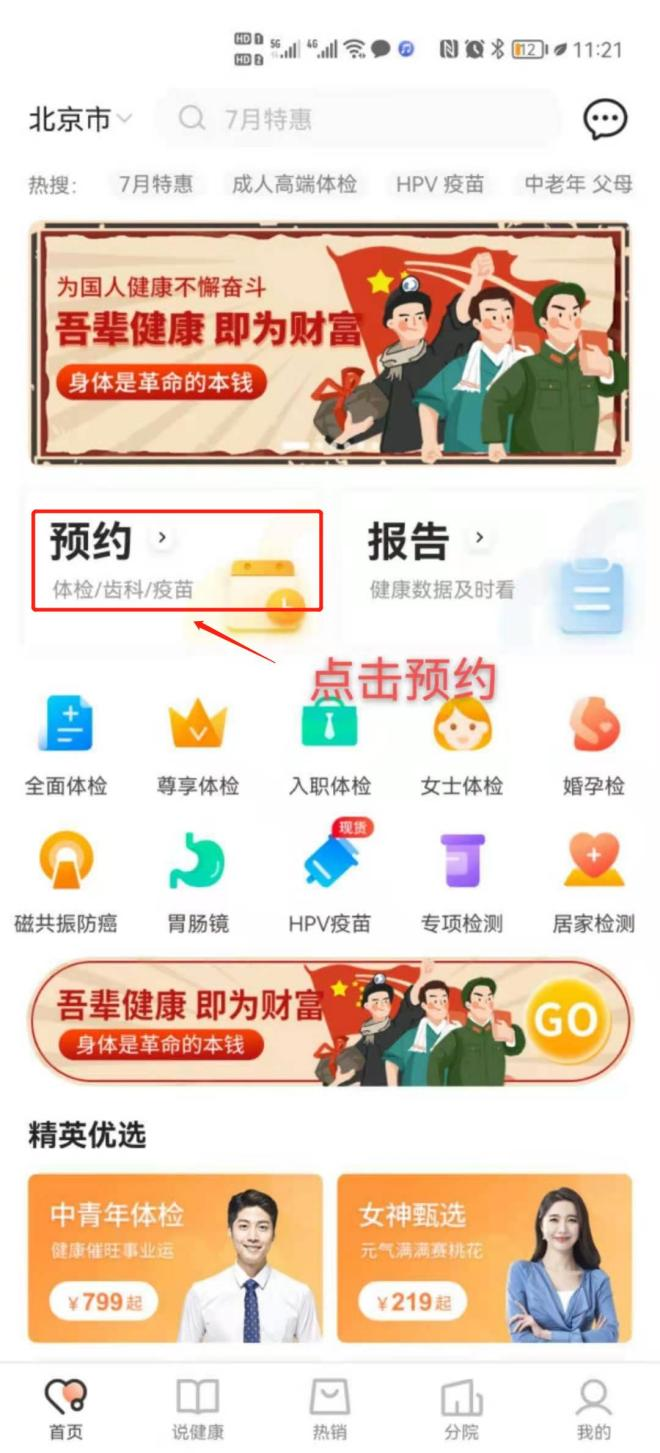 HD 1 5G 4G 12 11:21
HD 2
北京市 7月特惠
热搜: 7月特惠 成人高端体检 HPV 疫苗 中老年 父母
为国人健康不懈奋斗
吾辈健康 即为财富
身体是革命的本钱
预约 报告
体检/齿科/疫苗 健康数据及时看
点击预约
全面体检 尊享体检 入职体检 女士体检 婚孕检
现货
磁共振防癌 胃肠镜 HPV疫苗 专项检测 居家检测
吾辈健康 即为财富
身体是革命的本钱
GO
精英优选
中青年体检 女神甄选
健康催旺事业运 元气满满赛桃花
¥799起 ¥219起
首页 说健康 热销 分院 我的